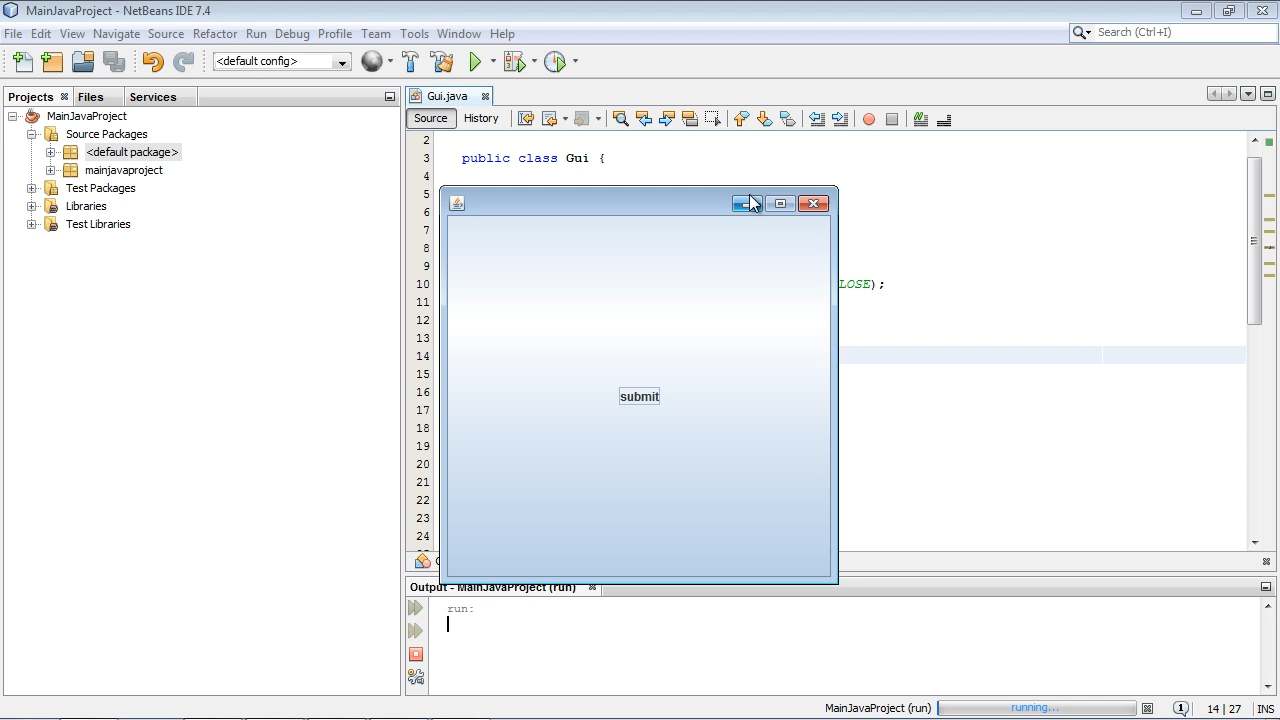 MainJavaProject - NetBeans IDE 7.4
File Edit View Navigate Source Refactor Run Debug Profile Team Tools Window Help
Search (Ctrl+I)
<default config>
Projects Files Services
Gui.java
MainJavaProject
Source Packages
<default package>
mainjavaproject
Test Packages
Libraries
Test Libraries
Source History
2
3 public class Gui {
4
5
6
7
8
9
10 LOSE);
11
12
13
14
15
16
17
18
19
20
21
22
23
24
submit
Output - MainJavaProject (run)
run:
MainJavaProject (run) running... 1 14 | 27 INS